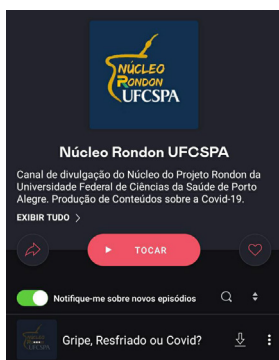 NÚCLEO
RONDON
UFCSPA
Núcleo Rondon UFCSPA
Canal de divulgação do Núcleo do Projeto Rondon da
Universidade Federal de Ciências da Saúde de Porto
Alegre. Produção de Conteúdos sobre a Covid-19.
EXIBIR TUDO
TOCAR
Notifique-me sobre novos episódios
UFCSPA
Gripe, Resfriado ou Covid?